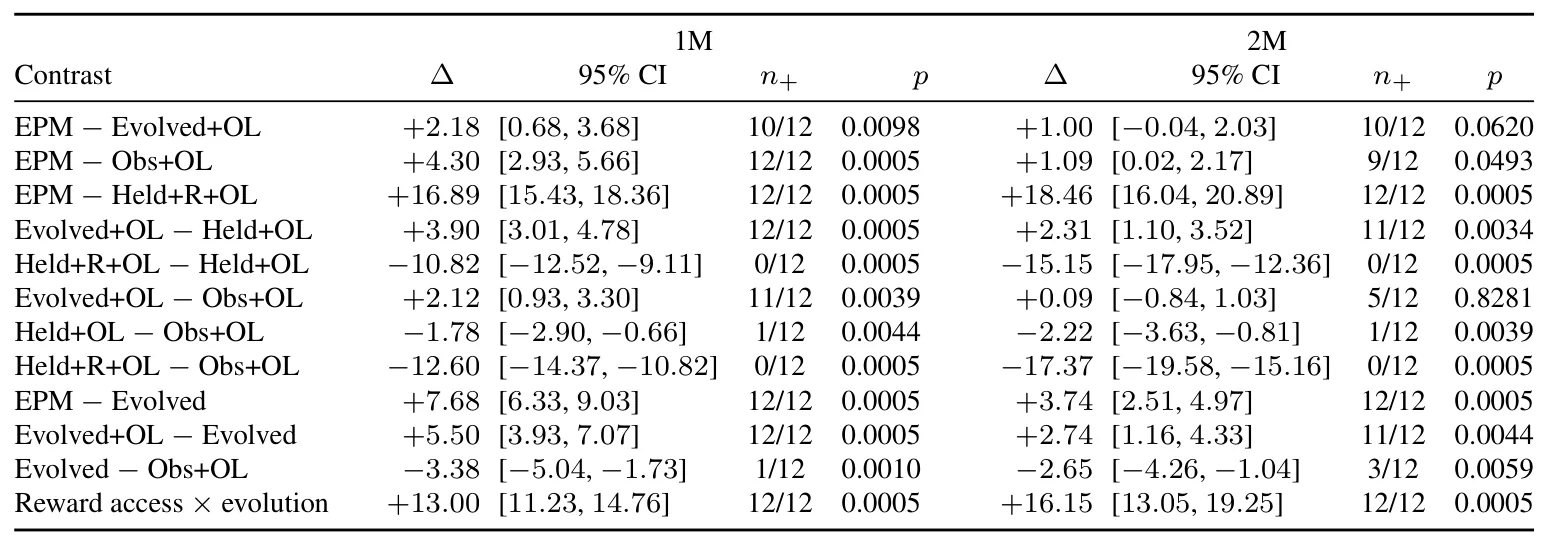 1M 2M
Contrast Δ 95% CI n₊ p Δ 95% CI n₊ p
EPM − Evolved+OL +2.18 [0.68, 3.68] 10/12 0.0098 +1.00 [−0.04, 2.03] 10/12 0.0620
EPM − Obs+OL +4.30 [2.93, 5.66] 12/12 0.0005 +1.09 [0.02, 2.17] 9/12 0.0493
EPM − Held+R+OL +16.89 [15.43, 18.36] 12/12 0.0005 +18.46 [16.04, 20.89] 12/12 0.0005
Evolved+OL − Held+OL +3.90 [3.01, 4.78] 12/12 0.0005 +2.31 [1.10, 3.52] 11/12 0.0034
Held+R+OL − Held+OL −10.82 [−12.52, −9.11] 0/12 0.0005 −15.15 [−17.95, −12.36] 0/12 0.0005
Evolved+OL − Obs+OL +2.12 [0.93, 3.30] 11/12 0.0039 +0.09 [−0.84, 1.03] 5/12 0.8281
Held+OL − Obs+OL −1.78 [−2.90, −0.66] 1/12 0.0044 −2.22 [−3.63, −0.81] 1/12 0.0039
Held+R+OL − Obs+OL −12.60 [−14.37, −10.82] 0/12 0.0005 −17.37 [−19.58, −15.16] 0/12 0.0005
EPM − Evolved +7.68 [6.33, 9.03] 12/12 0.0005 +3.74 [2.51, 4.97] 12/12 0.0005
Evolved+OL − Evolved +5.50 [3.93, 7.07] 12/12 0.0005 +2.74 [1.16, 4.33] 11/12 0.0044
Evolved − Obs+OL −3.38 [−5.04, −1.73] 1/12 0.0010 −2.65 [−4.26, −1.04] 3/12 0.0059
Reward access × evolution +13.00 [11.23, 14.76] 12/12 0.0005 +16.15 [13.05, 19.25] 12/12 0.0005